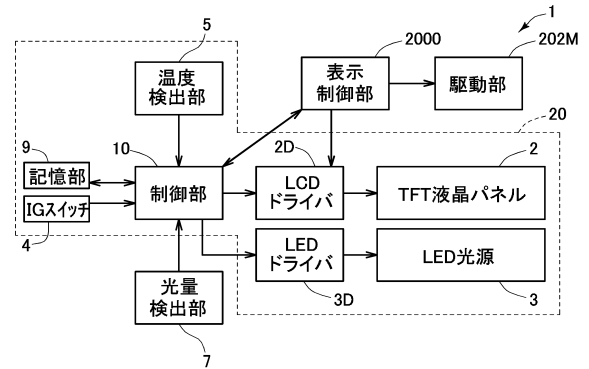 1
5
2000
202M
温度
検出部
表示
制御部
駆動部
20
9
10
2D
2
記憶部
制御部
LCD
ドライバ
TFT液晶パネル
IGスイッチ
4
LED
ドライバ
LED光源
光量
検出部
3D
3
7